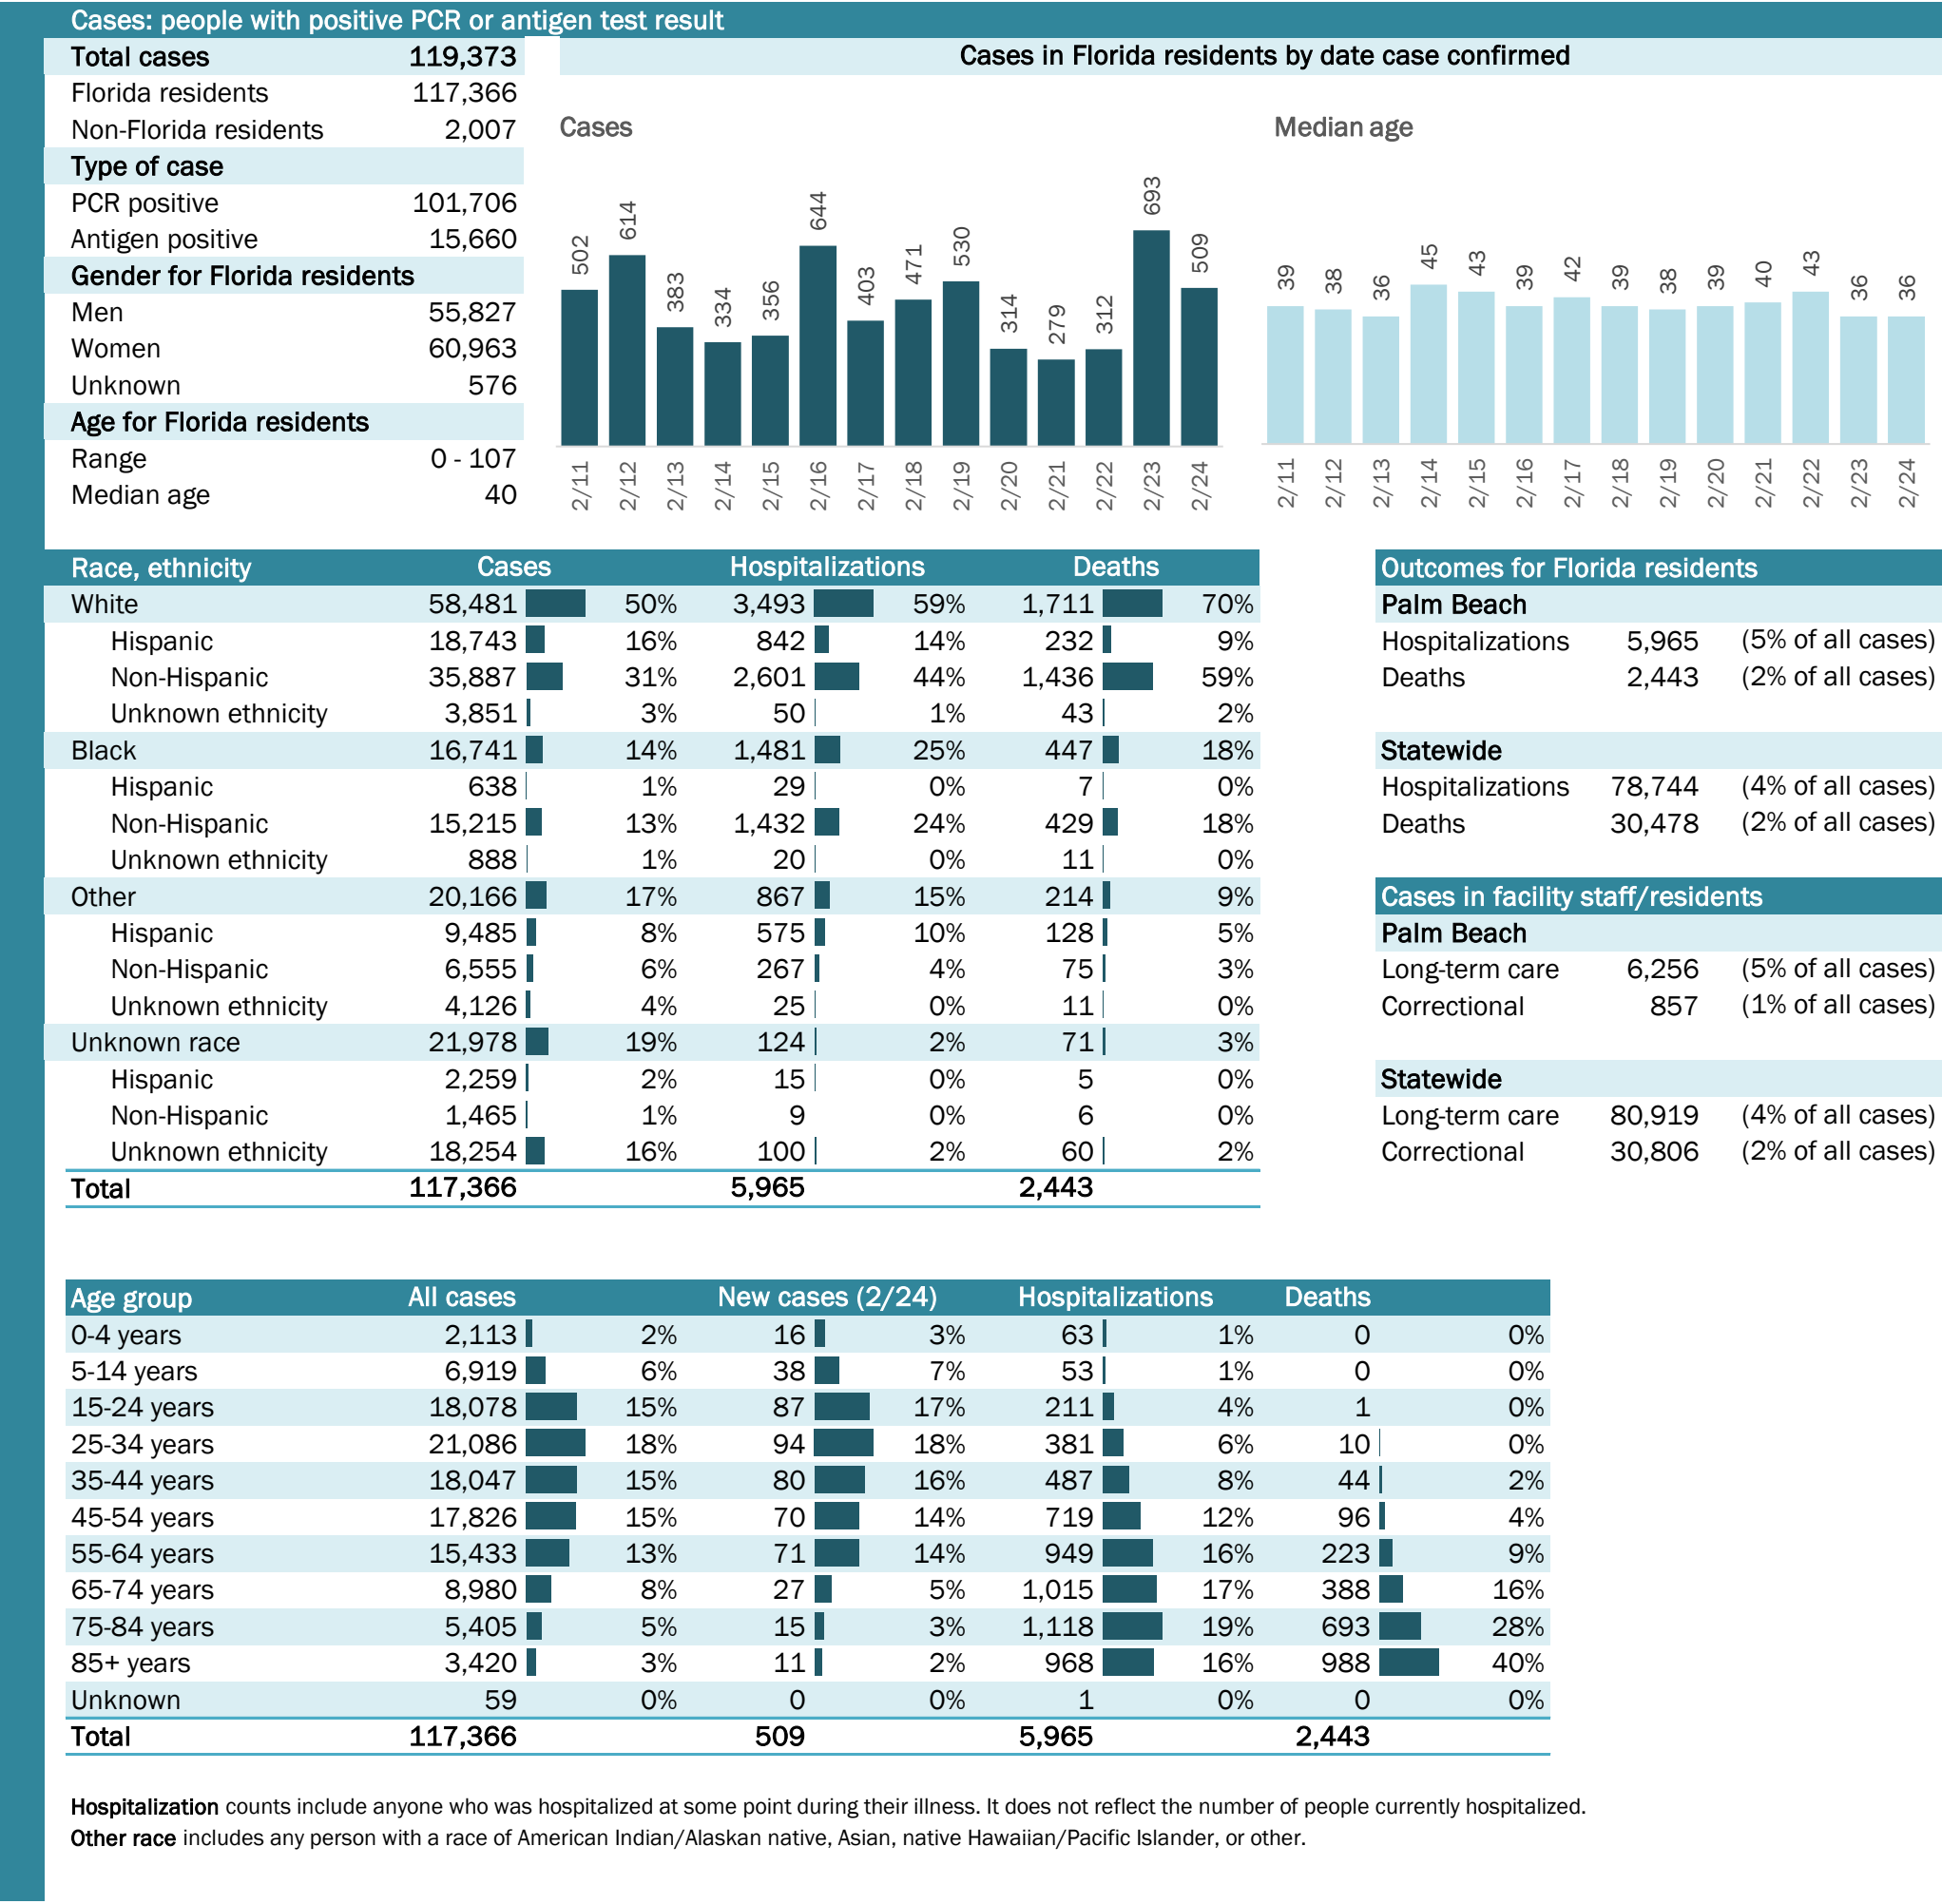 Cases: people with positive PCR or antigen test result
Total cases 119,373
Florida residents 117,366
Non-Florida residents 2,007
Type of case
PCR positive 101,706
Antigen positive 15,660
Gender for Florida residents
Men 55,827
Women 60,963
Unknown 576
Age for Florida residents
Range 0 - 107
Median age 40
Cases in Florida residents by date case confirmed
Cases
502 614 383 334 356 644 403 471 530 314 279 312 693 509
2/11 2/12 2/13 2/14 2/15 2/16 2/17 2/18 2/19 2/20 2/21 2/22 2/23 2/24
Median age
39 38 36 45 43 39 42 39 38 39 40 43 36 36
2/11 2/12 2/13 2/14 2/15 2/16 2/17 2/18 2/19 2/20 2/21 2/22 2/23 2/24
Race, ethnicity Cases Hospitalizations Deaths
White 58,481 50% 3,493 59% 1,711 70%
Hispanic 18,743 16% 842 14% 232 9%
Non-Hispanic 35,887 31% 2,601 44% 1,436 59%
Unknown ethnicity 3,851 3% 50 1% 43 2%
Black 16,741 14% 1,481 25% 447 18%
Hispanic 638 1% 29 0% 7 0%
Non-Hispanic 15,215 13% 1,432 24% 429 18%
Unknown ethnicity 888 1% 20 0% 11 0%
Other 20,166 17% 867 15% 214 9%
Hispanic 9,485 8% 575 10% 128 5%
Non-Hispanic 6,555 6% 267 4% 75 3%
Unknown ethnicity 4,126 4% 25 0% 11 0%
Unknown race 21,978 19% 124 2% 71 3%
Hispanic 2,259 2% 15 0% 5 0%
Non-Hispanic 1,465 1% 9 0% 6 0%
Unknown ethnicity 18,254 16% 100 2% 60 2%
Total 117,366 5,965 2,443
Outcomes for Florida residents
Palm Beach
Hospitalizations 5,965 (5% of all cases)
Deaths 2,443 (2% of all cases)
Statewide
Hospitalizations 78,744 (4% of all cases)
Deaths 30,478 (2% of all cases)
Cases in facility staff/residents
Palm Beach
Long-term care 6,256 (5% of all cases)
Correctional 857 (1% of all cases)
Statewide
Long-term care 80,919 (4% of all cases)
Correctional 30,806 (2% of all cases)
Age group All cases New cases (2/24) Hospitalizations Deaths
0-4 years 2,113 2% 16 3% 63 1% 0 0%
5-14 years 6,919 6% 38 7% 53 1% 0 0%
15-24 years 18,078 15% 87 17% 211 4% 1 0%
25-34 years 21,086 18% 94 18% 381 6% 10 0%
35-44 years 18,047 15% 80 16% 487 8% 44 2%
45-54 years 17,826 15% 70 14% 719 12% 96 4%
55-64 years 15,433 13% 71 14% 949 16% 223 9%
65-74 years 8,980 8% 27 5% 1,015 17% 388 16%
75-84 years 5,405 5% 15 3% 1,118 19% 693 28%
85+ years 3,420 3% 11 2% 968 16% 988 40%
Unknown 59 0% 0 0% 1 0% 0 0%
Total 117,366 509 5,965 2,443
Hospitalization counts include anyone who was hospitalized at some point during their illness. It does not reflect the number of people currently hospitalized.
Other race includes any person with a race of American Indian/Alaskan native, Asian, native Hawaiian/Pacific Islander, or other.